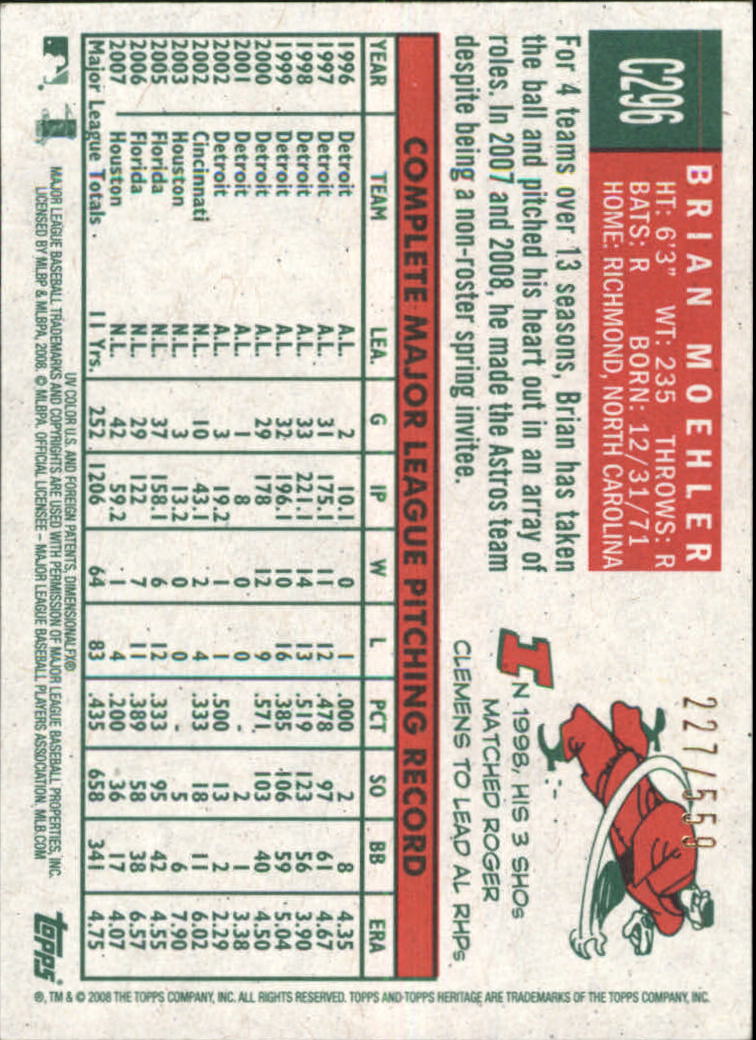 C296
BRIAN MOEHLER
HT: 6'3" WT: 235 THROWS: R
BATS: R BORN: 12/31/71
HOME: RICHMOND, NORTH CAROLINA
227/559
For 4 teams over 13 seasons, Brian has taken
the ball and pitched his heart out in an array of
roles. In 2007 and 2008, he made the Astros team
despite being a non-roster spring invitee.
IN 1998, HIS 3 SHOs
MATCHED ROGER
CLEMENS TO LEAD AL RHPs.
COMPLETE MAJOR LEAGUE PITCHING RECORD
YEAR TEAM LEA. G IP W L PCT SO BB ERA
1996 Detroit A.L. 2 10.1 0 1 .000 2 8 4.35
1997 Detroit A.L. 31 175.1 11 12 .478 97 61 4.67
1998 Detroit A.L. 33 221.1 14 13 .519 123 56 3.90
1999 Detroit A.L. 32 196.1 10 16 .385 106 59 5.04
2000 Detroit A.L. 29 178 12 9 .571 103 40 4.50
2001 Detroit A.L. 1 8 0 0 - 2 1 3.38
2002 Detroit A.L. 3 19.2 1 1 .500 13 2 2.29
2002 Cincinnati N.L. 10 43.1 2 4 .333 18 11 6.02
2003 Houston N.L. 3 13.2 0 0 - 5 6 7.90
2005 Florida N.L. 37 158.1 6 12 .333 95 42 4.55
2006 Florida N.L. 29 122 7 11 .389 58 38 6.57
2007 Houston N.L. 42 59.2 1 4 .200 36 17 4.07
Major League Totals 11 Yrs. 252 1206 64 83 .435 658 341 4.75
UV COLOR U.S. AND FOREIGN PATENTS, DIMENSIONALFX®
MAJOR LEAGUE BASEBALL TRADEMARKS AND COPYRIGHTS ARE USED WITH PERMISSION OF MAJOR LEAGUE BASEBALL PROPERTIES, INC.
LICENSED BY MLBP & MLBPA, 2008. © MLBPA. OFFICIAL LICENSEE – MAJOR LEAGUE BASEBALL PLAYERS ASSOCIATION. MLB.COM
topps
®, TM & © 2008 THE TOPPS COMPANY, INC. ALL RIGHTS RESERVED. TOPPS AND TOPPS HERITAGE ARE TRADEMARKS OF THE TOPPS COMPANY, INC.